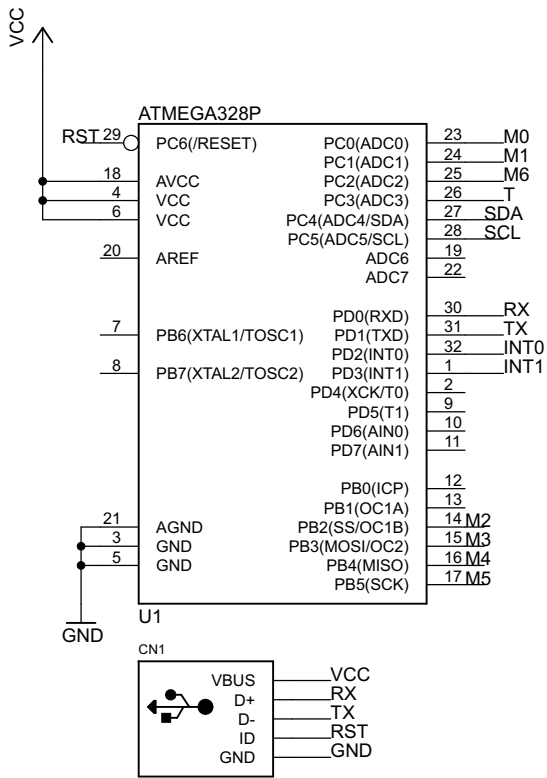 VCC
ATMEGA328P
RST 29 PC6(/RESET) PC0(ADC0) 23 M0
PC1(ADC1) 24 M1
18 AVCC PC2(ADC2) 25 M6
4 VCC PC3(ADC3) 26 T
6 VCC PC4(ADC4/SDA) 27 SDA
PC5(ADC5/SCL) 28 SCL
20 AREF ADC6 19
ADC7 22
PD0(RXD) 30 RX
7 PB6(XTAL1/TOSC1) PD1(TXD) 31 TX
PD2(INT0) 32 INT0
8 PB7(XTAL2/TOSC2) PD3(INT1) 1 INT1
PD4(XCK/T0) 2
PD5(T1) 9
PD6(AIN0) 10
PD7(AIN1) 11
PB0(ICP) 12
PB1(OC1A) 13
21 AGND PB2(SS/OC1B) 14 M2
3 GND PB3(MOSI/OC2) 15 M3
5 GND PB4(MISO) 16 M4
PB5(SCK) 17 M5
U1
GND
CN1
VBUS VCC
D+ RX
D- TX
ID RST
GND GND